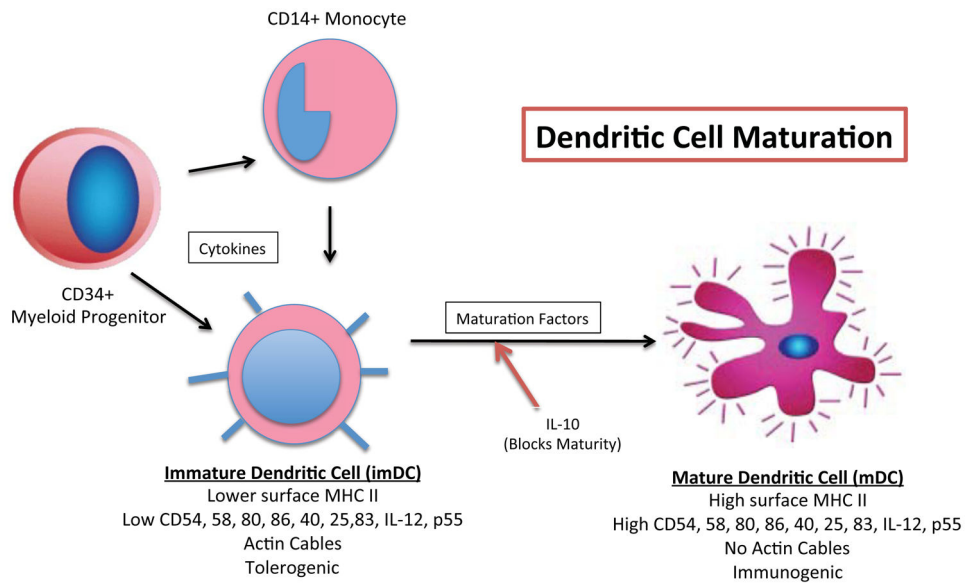 CD14+ Monocyte
Dendritic Cell Maturation
Cytokines
CD34+
Myeloid Progenitor
Maturation Factors
IL-10
(Blocks Maturity)
Immature Dendritic Cell (imDC)
Lower surface MHC II
Low CD54, 58, 80, 86, 40, 25,83, IL-12, p55
Actin Cables
Tolerogenic
Mature Dendritic Cell (mDC)
High surface MHC II
High CD54, 58, 80, 86, 40, 25, 83, IL-12, p55
No Actin Cables
Immunogenic